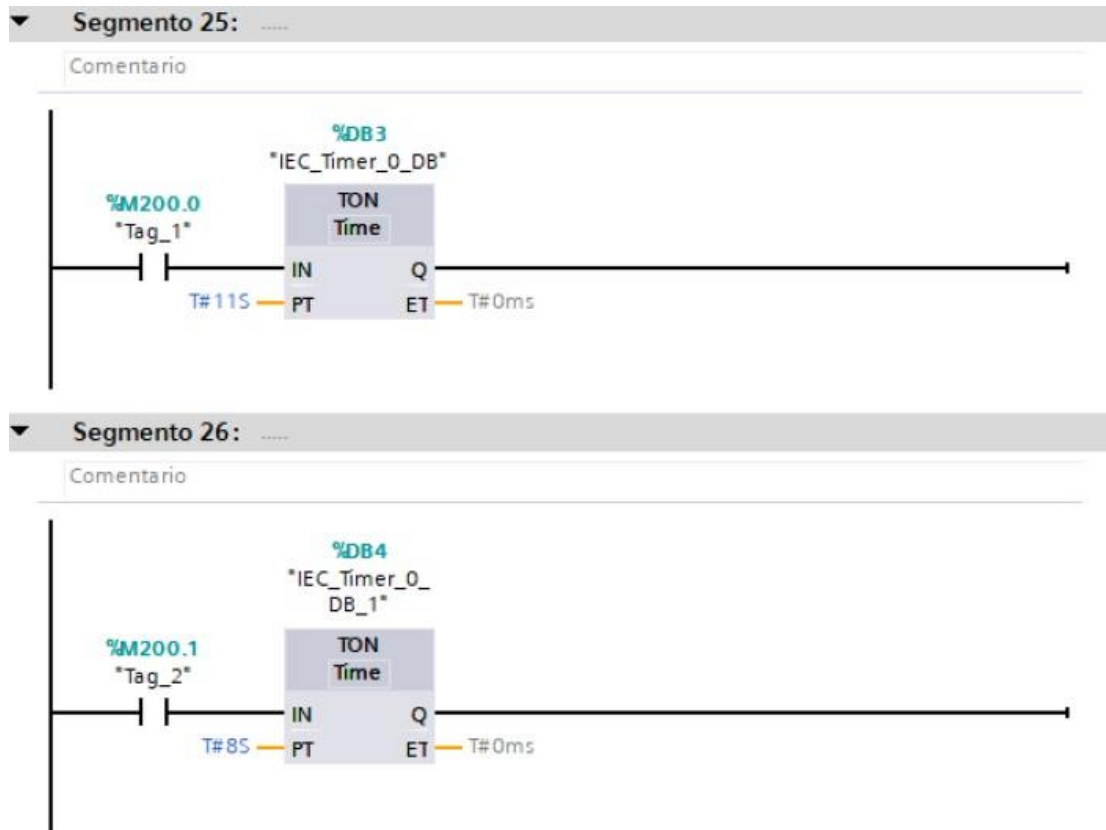 Segmento 25: .....
Comentario
%DB3
"IEC_Timer_0_DB"
%M200.0
"Tag_1"
TON
Time
IN Q
T#11S PT ET T#0ms
Segmento 26: .....
Comentario
%DB4
"IEC_Timer_0_
DB_1"
%M200.1
"Tag_2"
TON
Time
IN Q
T#8S PT ET T#0ms